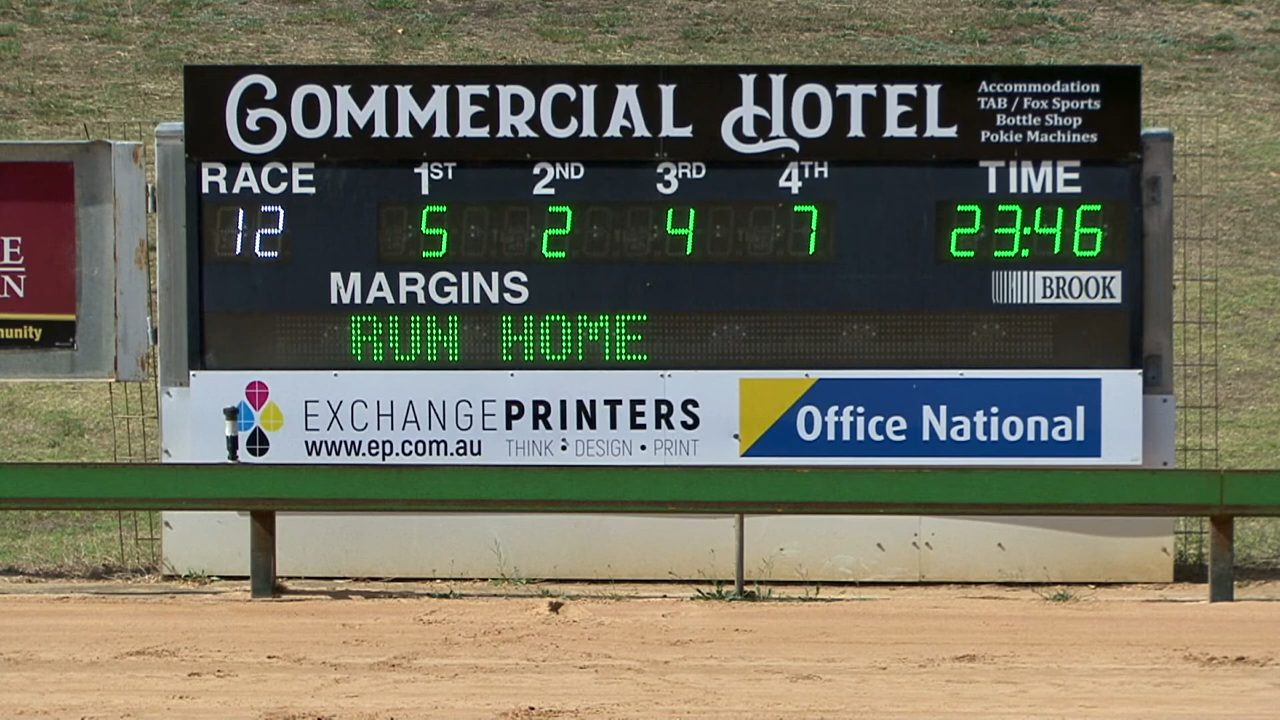 COMMERCIAL HOTEL
Accommodation
TAB / Fox Sports
Bottle Shop
Pokie Machines
RACE 1ST 2ND 3RD 4TH TIME
12 5 2 4 7 23:46
MARGINS
BROOK
RUN HOME
E
N
nunity
EXCHANGEPRINTERS
www.ep.com.au THINK • DESIGN • PRINT
Office National